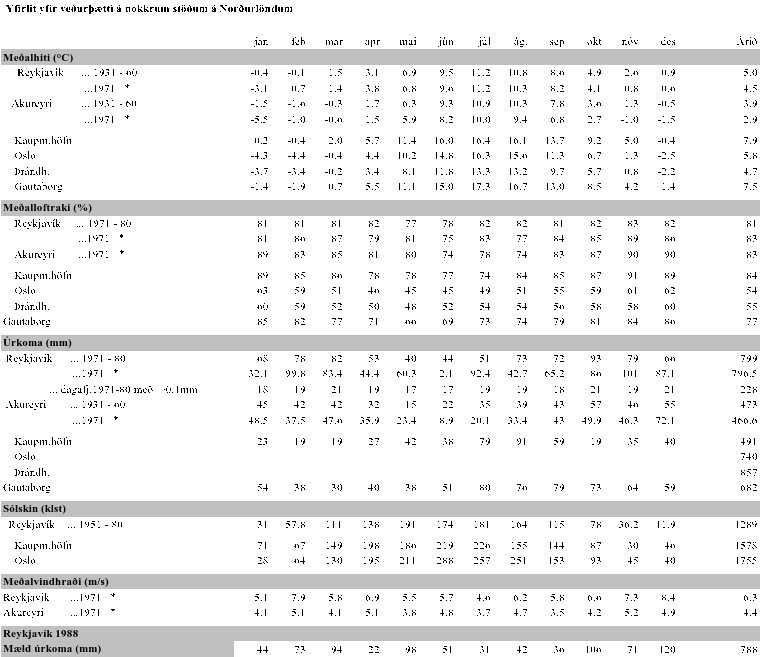 Yfirlit yfir veðurþætti á nokkrum stöðum á Norðurlöndum
jan feb mar apr maí jún júl ág. sep okt nóv des Árið
Meðalhiti (°C)
Reykjavík ... 1931 - 60 -0.4 -0.1 1.5 3.1 6.9 9.5 11.2 10.8 8.6 4.9 2.6 0.9 5.0
...1971 * -3.1 0.7 1.4 3.8 6.8 9.6 11.2 10.3 8.2 4.1 0.8 0.6 4.5
Akureyri ... 1931 - 60 -1.5 -1.6 -0.3 1.7 6.3 9.3 10.9 10.3 7.8 3.6 1.3 -0.5 3.9
...1971 * -5.5 1.0 -0.6 1.5 5.9 8.2 10.0 9.4 6.8 2.7 -1.0 -1.5 2.9
Kaupm.höfn 0.2 -0.4 2.0 5.7 11.4 16.0 16.4 16.1 13.7 9.2 5.0 -0.4 7.9
Osló -4.3 -4.4 -0.4 4.4 10.2 14.8 16.3 15.6 11.3 6.7 1.3 -2.5 5.8
Þrándh. -3.7 -3.4 -0.2 3.4 8.1 11.8 13.3 13.2 9.7 5.7 0.8 -2.2 4.7
Gautaborg -1.4 -1.9 0.7 5.5 11.1 15.0 17.3 16.7 13.0 8.5 4.2 1.4 7.5
Meðalloftraki (%)
Reykjavík ... 1971 - 80 81 81 81 82 77 78 82 82 81 82 83 82 81
...1971 * 81 86 87 79 81 75 83 77 84 85 89 86 83
Akureyri ...1971 * 89 83 85 81 80 74 78 74 83 87 90 90 83
Kaupm.höfn 89 85 86 78 78 77 74 84 85 87 91 89 84
Osló 63 59 51 46 45 45 49 51 55 59 61 62 54
Þrándh. 60 59 52 50 48 52 54 54 56 58 58 60 55
Gautaborg 85 82 77 71 66 69 73 74 79 81 84 86 77
Úrkoma (mm)
Reykjavík ... 1971 - 80 68 78 82 53 40 44 51 73 72 93 79 66 799
...1971 * 32.1 99.8 83.4 44.4 60.3 2.1 92.4 42.7 65.2 86 101 87.1 796.5
... dagafj.1971-80 með 0.1mm 18 19 21 19 17 17 19 19 18 21 19 21 228
Akureyri ... 1931 - 60 45 42 42 32 15 22 35 39 43 57 46 55 473
...1971 * 48.5 37.5 47.6 35.9 23.4 8.9 20.1 33.4 43 49.9 46.3 72.1 466.6
Kaupm.höfn 23 19 19 27 42 38 79 91 59 19 35 40 491
Osló 740
Þrándh. 857
Gautaborg 54 38 30 40 38 51 80 76 79 73 64 59 682
Sólskin (klst)
Reykjavík ... 1951 - 80 31 57.8 111 138 191 174 181 164 115 78 36.2 11.9 1289
Kaupm.höfn 71 67 149 198 186 219 226 155 144 87 30 46 1578
Osló 28 64 130 195 211 288 257 251 153 93 45 40 1755
Meðalvindhraði (m/s)
Reykjavík ...1971 * 5.1 7.9 5.8 6.9 5.5 5.7 4.6 6.2 5.8 6.6 7.3 8.4 6.3
Akureyri ...1971 * 4.1 5.1 4.1 5.1 3.8 4.8 3.7 4.7 3.5 4.2 5.2 4.9 4.4
Reykjavík 1988
Mæld úrkoma (mm) 44 73 94 22 98 51 31 42 36 106 71 120 788